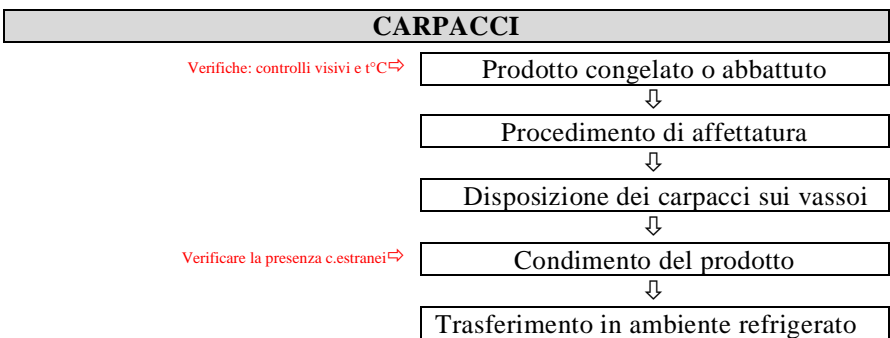 CARPACCI
Verifiche: controlli visivi e t°C⇨ Prodotto congelato o abbattuto
⇩
Procedimento di affettatura
⇩
Disposizione dei carpacci sui vassoi
⇩
Verificare la presenza c.estranei⇨ Condimento del prodotto
⇩
Trasferimento in ambiente refrigerato